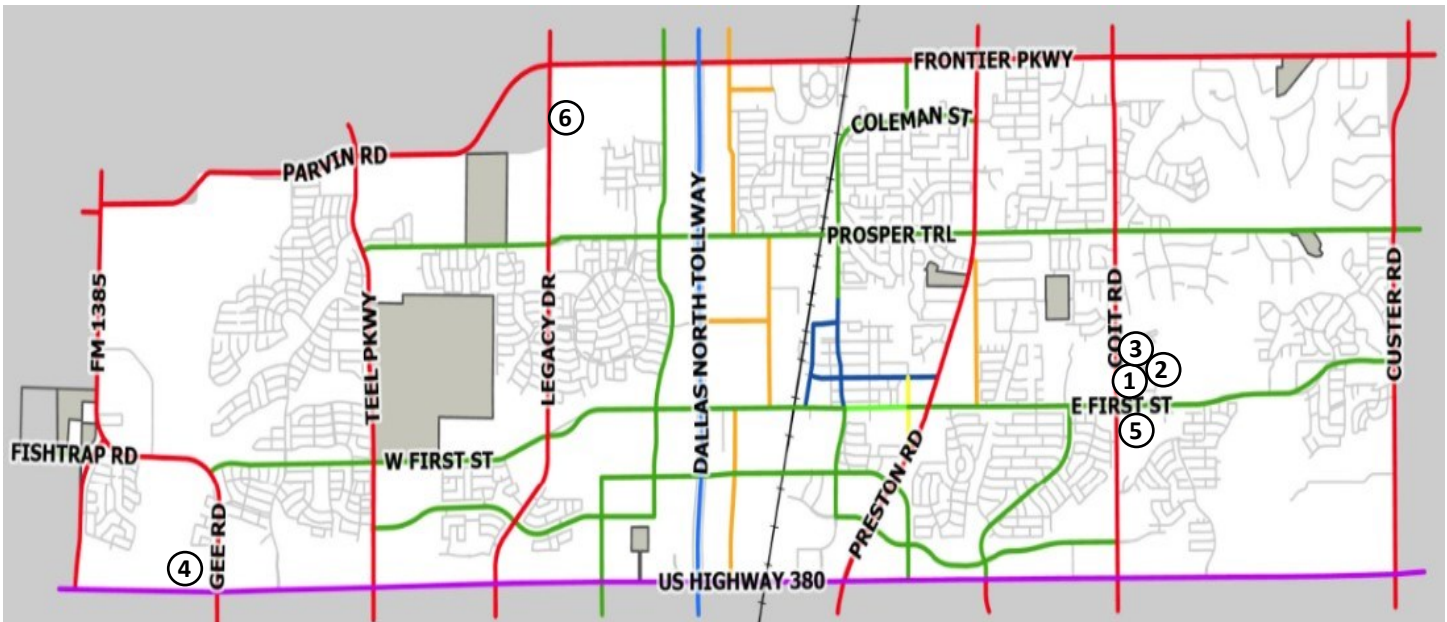 FRONTIER PKWY
6
COLEMAN ST
PARVIN RD
PROSPER TRL
DALLAS NORTH TOLLWAY
FM 1385
TEEL PKWY
LEGACY DR
COIT RD
CUSTER RD
3
2
1
E FIRST ST
5
FISHTRAP RD
W FIRST ST
PRESTON RD
GEE RD
4
US HIGHWAY 380